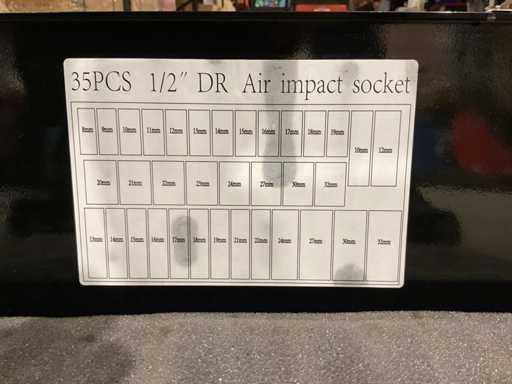 35PCS 1/2" DR Air impact socket
8mm 9mm 10mm 11mm 12mm 13mm 14mm 15mm 16mm 17mm 18mm 19mm
10mm 12mm
20mm 21mm 22mm 23mm 24mm 27mm 30mm 32mm
13mm 14mm 15mm 16mm 17mm 18mm 19mm 21mm 22mm 24mm 27mm 30mm 32mm